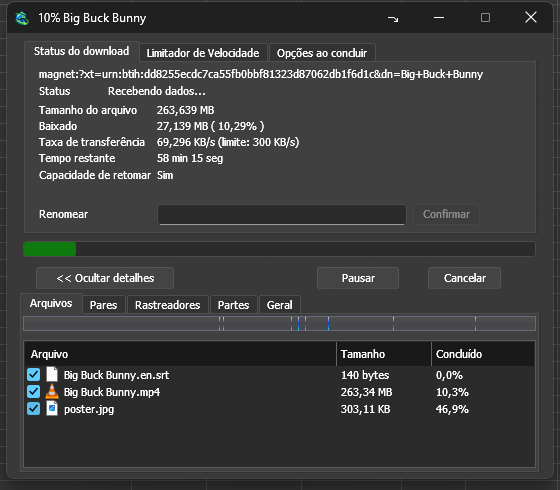 10% Big Buck Bunny
Status do download Limitador de Velocidade Opções ao concluir
magnet:?xt=urn:btih:dd8255ecdc7ca55fb0bbf81323d87062db1f6d1c&dn=Big+Buck+Bunny
Status Recebendo dados...
Tamanho do arquivo 263,639 MB
Baixado 27,139 MB ( 10,29% )
Taxa de transferência 69,296 KB/s (limite: 300 KB/s)
Tempo restante 58 min 15 seg
Capacidade de retomar Sim
Renomear Confirmar
<< Ocultar detalhes Pausar Cancelar
Arquivos Pares Rastreadores Partes Geral
Arquivo Tamanho Concluído
Big Buck Bunny.en.srt 140 bytes 0,0%
Big Buck Bunny.mp4 263,34 MB 10,3%
poster.jpg 303,11 KB 46,9%